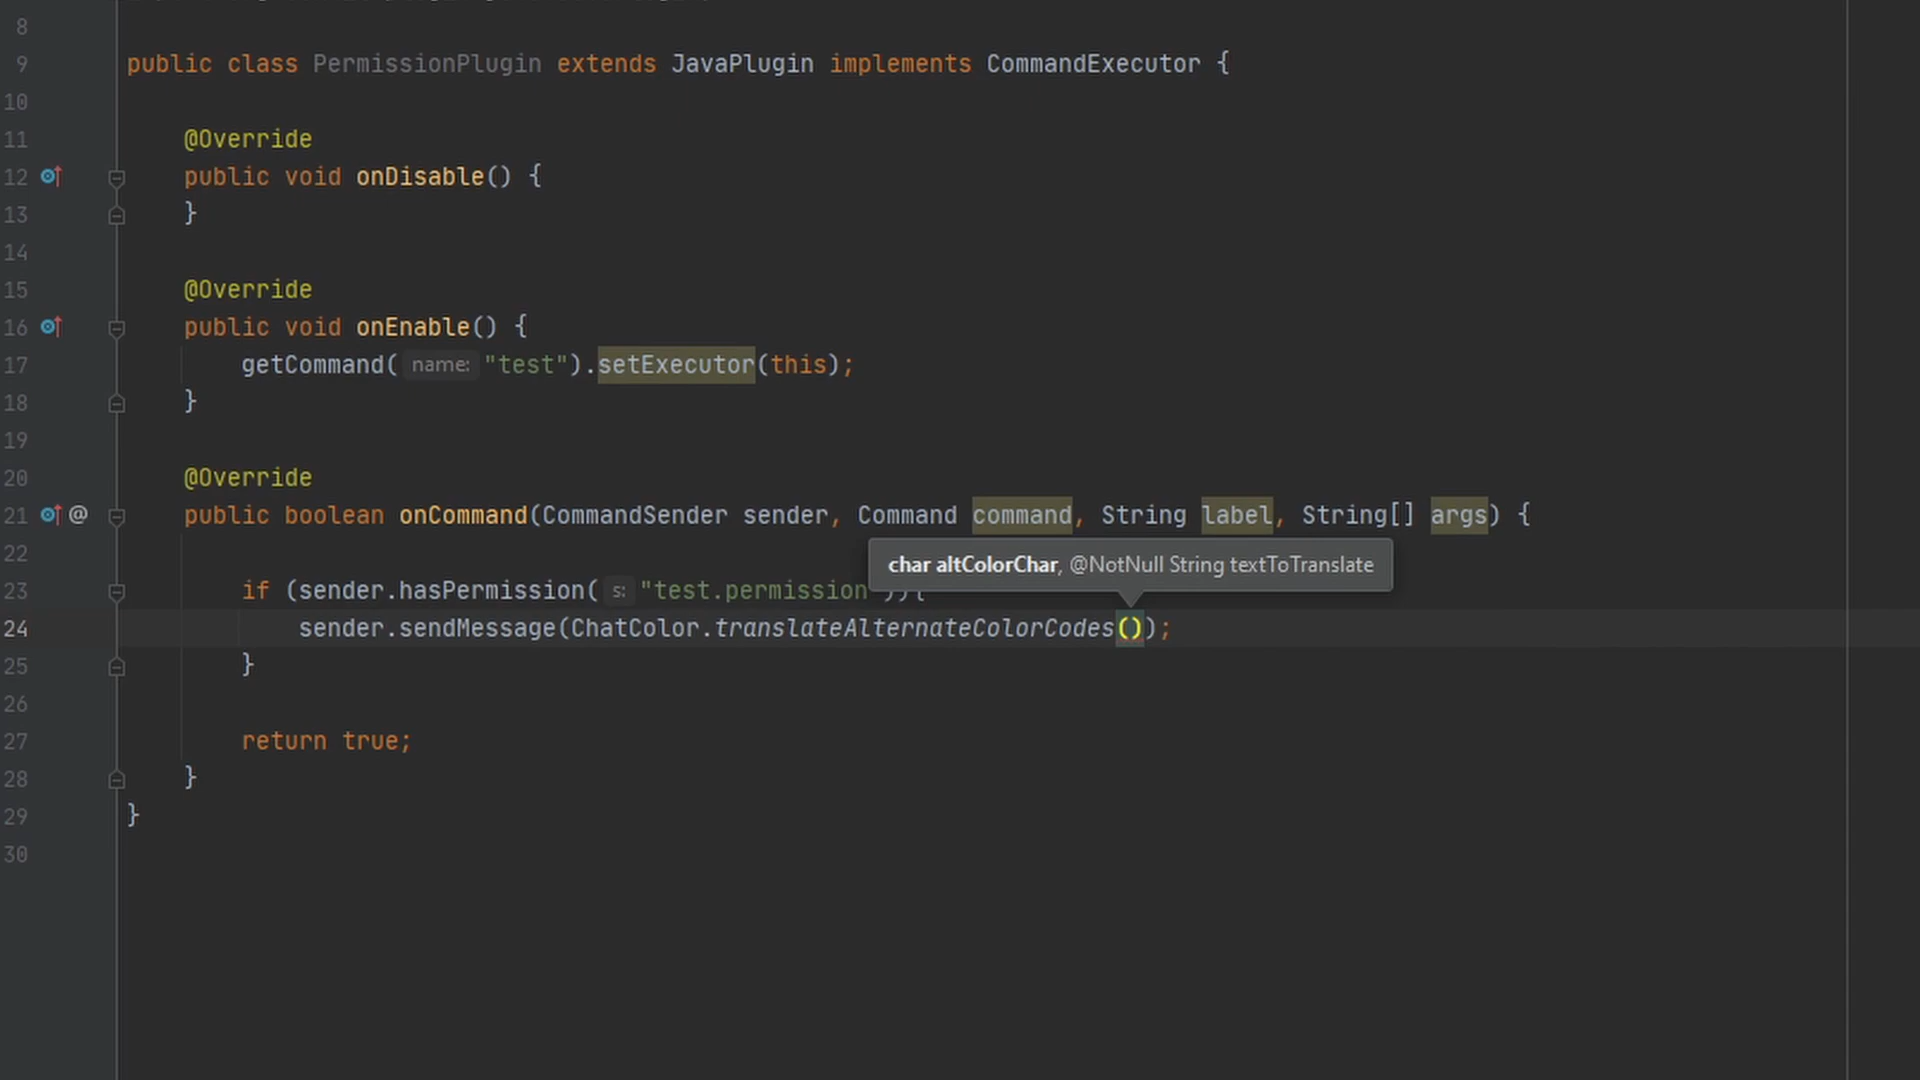 8
9 public class PermissionPlugin extends JavaPlugin implements CommandExecutor {
10
11 @Override
12 public void onDisable() {
13 }
14
15 @Override
16 public void onEnable() {
17 getCommand( name: "test").setExecutor(this);
18 }
19
20 @Override
21 @ public boolean onCommand(CommandSender sender, Command command, String label, String[] args) {
22
char altColorChar, @NotNull String textToTranslate
23 if (sender.hasPermission( s: "test.permission")){
24 sender.sendMessage(ChatColor.translateAlternateColorCodes());
25 }
26
27 return true;
28 }
29 }
30